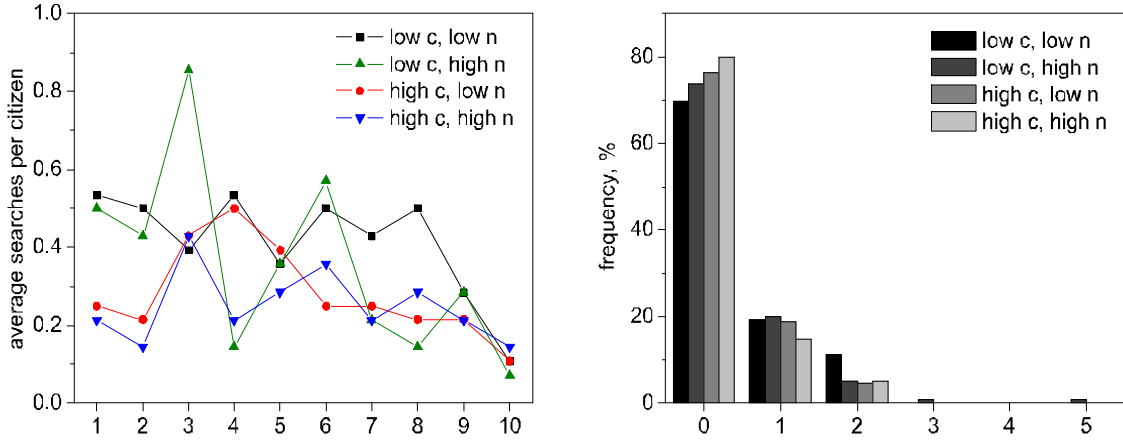 1.0
0.8
0.6
0.4
0.2
0.0
average searches per citizen
low c, low n
low c, high n
high c, low n
high c, high n
1 2 3 4 5 6 7 8 9 10
80
60
40
20
0
frequency, %
low c, low n
low c, high n
high c, low n
high c, high n
0 1 2 3 4 5